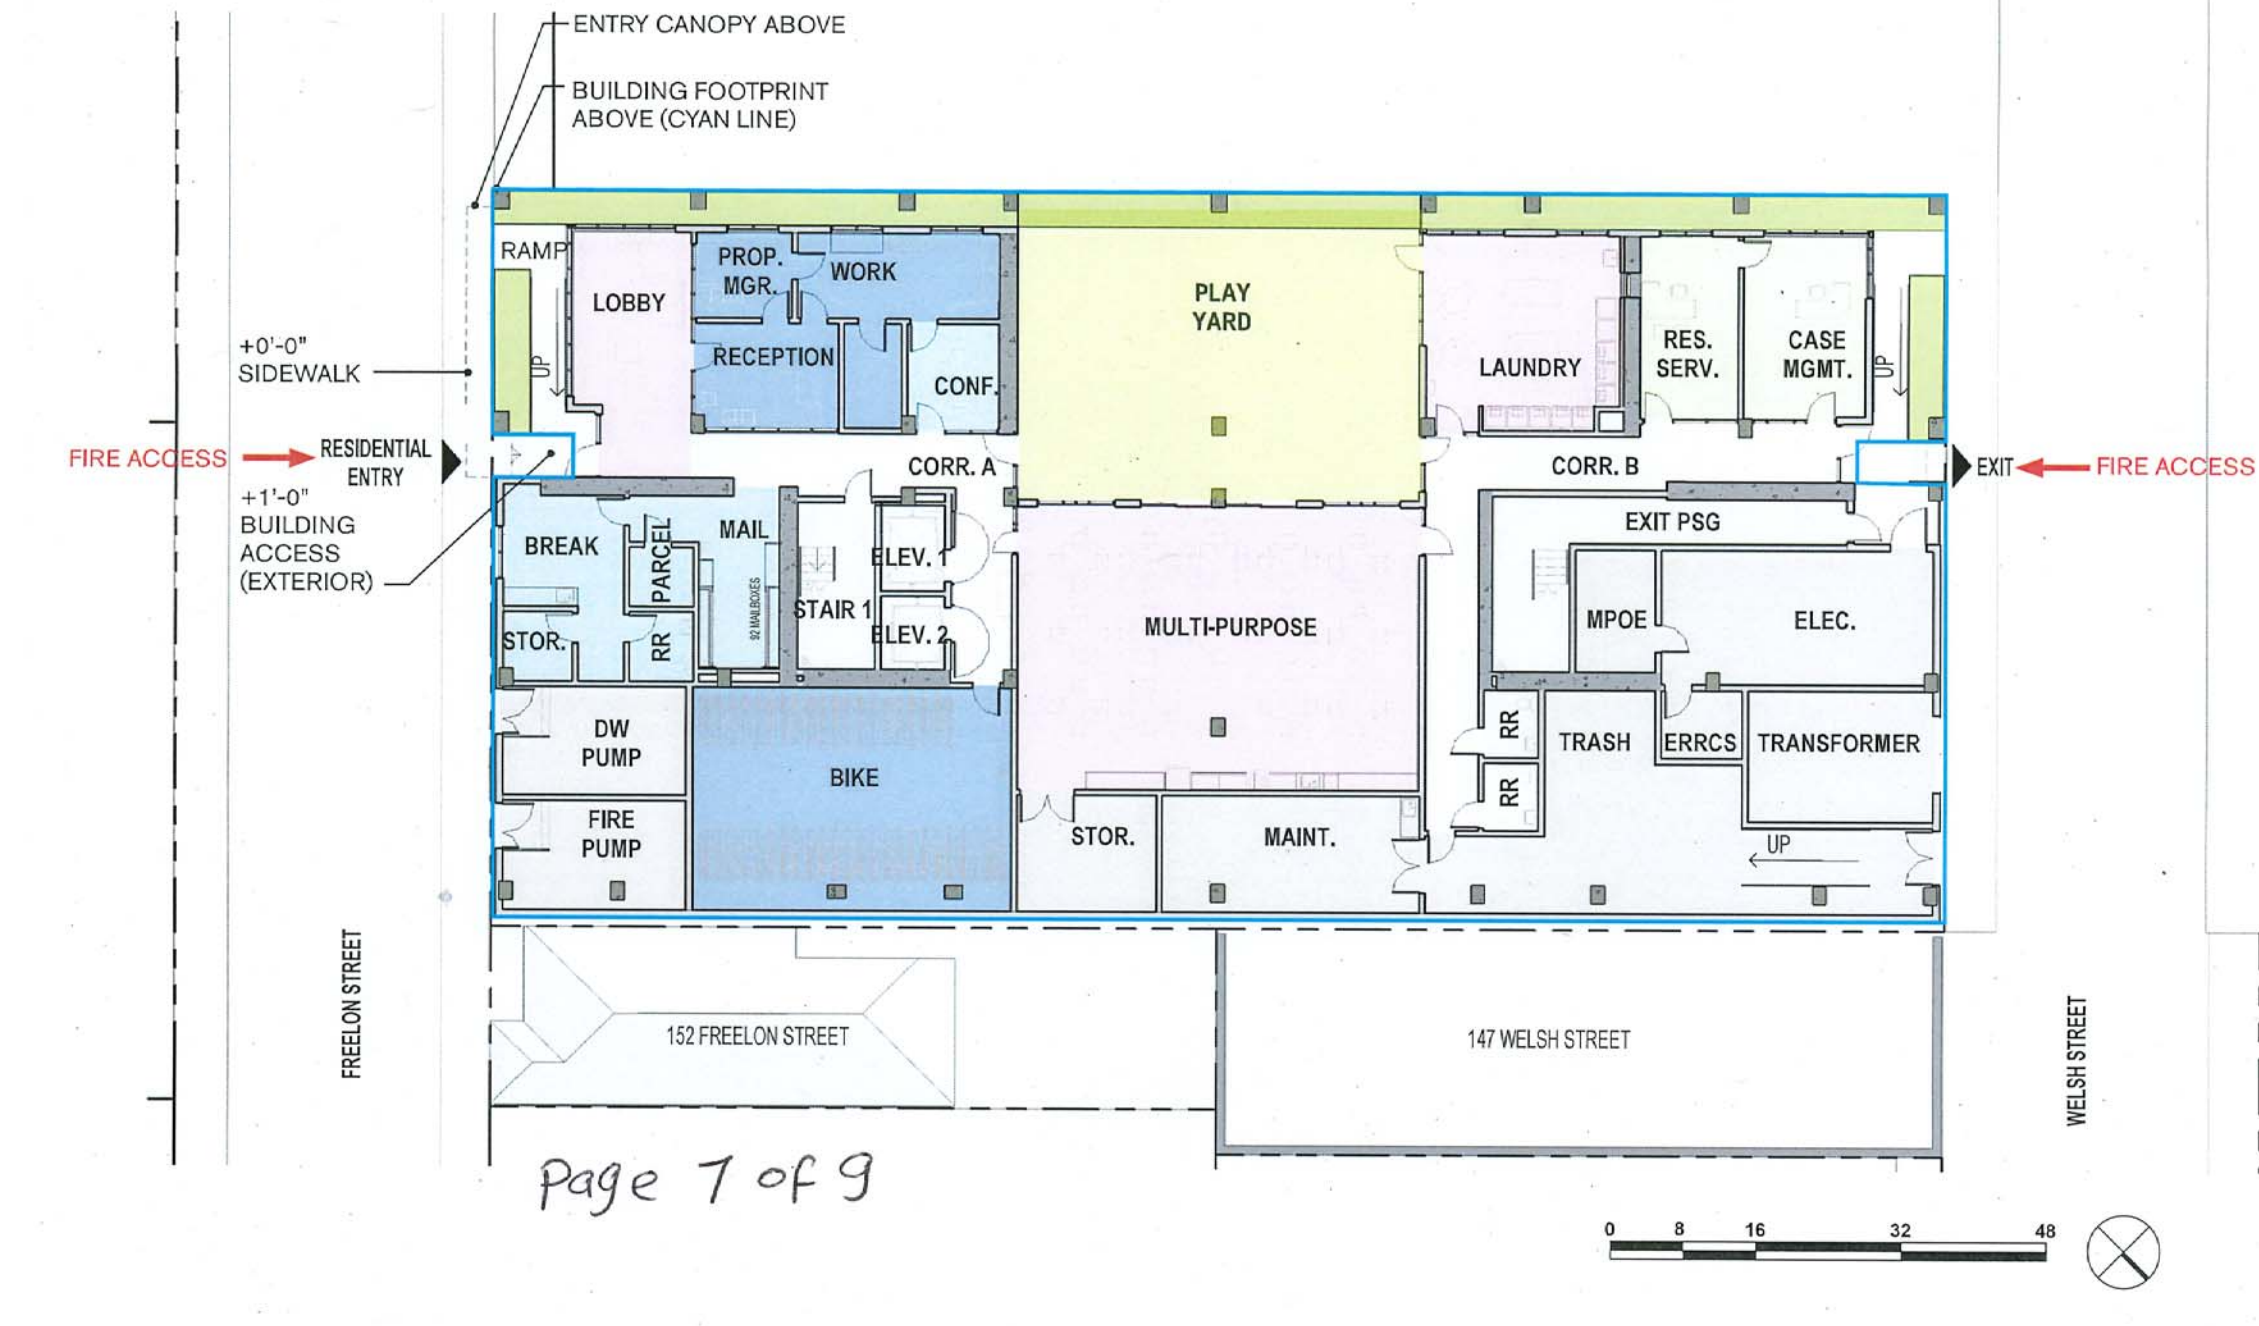 ENTRY CANOPY ABOVE
BUILDING FOOTPRINT
ABOVE (CYAN LINE)
RAMP
LOBBY
PROP.
MGR.
WORK
RECEPTION
CONF.
PLAY
YARD
LAUNDRY
RES.
SERV.
CASE
MGMT.
UP
UP
+0'-0"
SIDEWALK
FIRE ACCESS
RESIDENTIAL
ENTRY
CORR. A
CORR. B
EXIT
FIRE ACCESS
+1'-0"
BUILDING
ACCESS
(EXTERIOR)
BREAK
PARCEL
MAIL
92 MAILBOXES
STOR.
RR
STAIR 1
ELEV. 1
ELEV. 2
MULTI-PURPOSE
EXIT PSG
MPOE
ELEC.
DW
PUMP
FIRE
PUMP
BIKE
STOR.
MAINT.
RR
RR
TRASH
ERRCS
TRANSFORMER
UP
FREELON STREET
152 FREELON STREET
147 WELSH STREET
WELSH STREET
Page 7 of 9
0 8 16 32 48